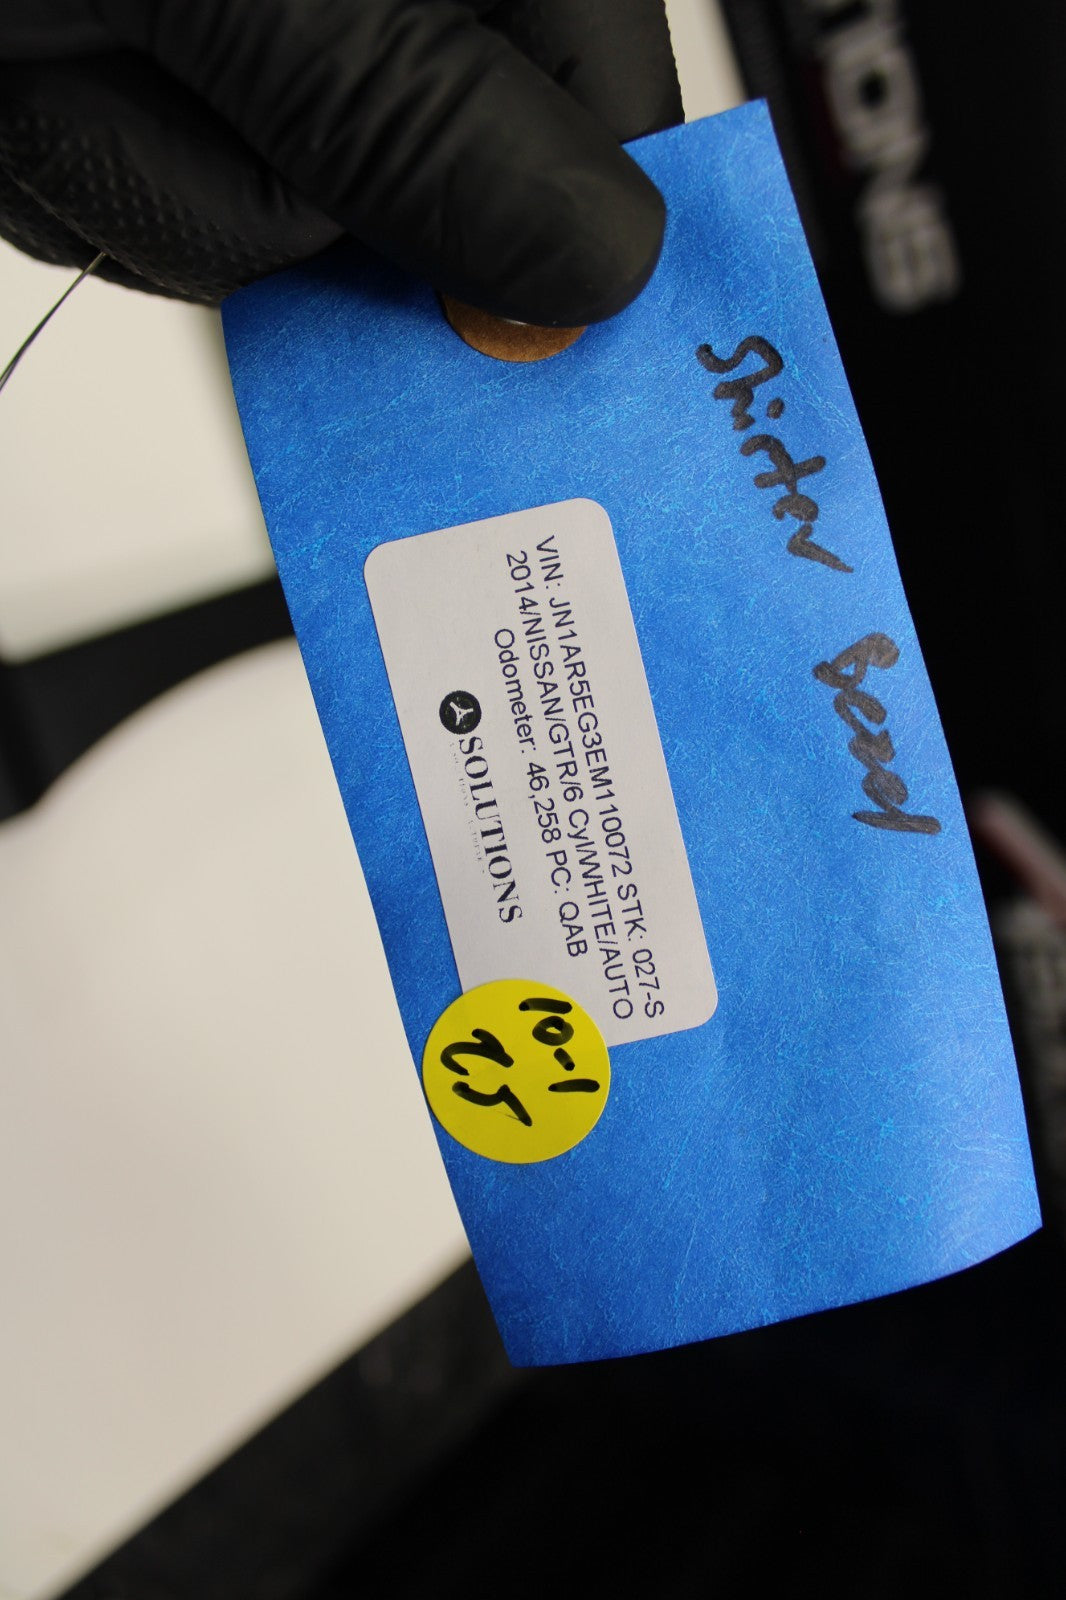 Shifter Bezel
VIN: JN1AR5EG3EM110072 STK: 027-S
2014/NISSAN/GTR/6 Cyl/WHITE/AUTO
Odometer: 46,258 PC: QAB
SOLUTIONS
10-1
25
TIONS